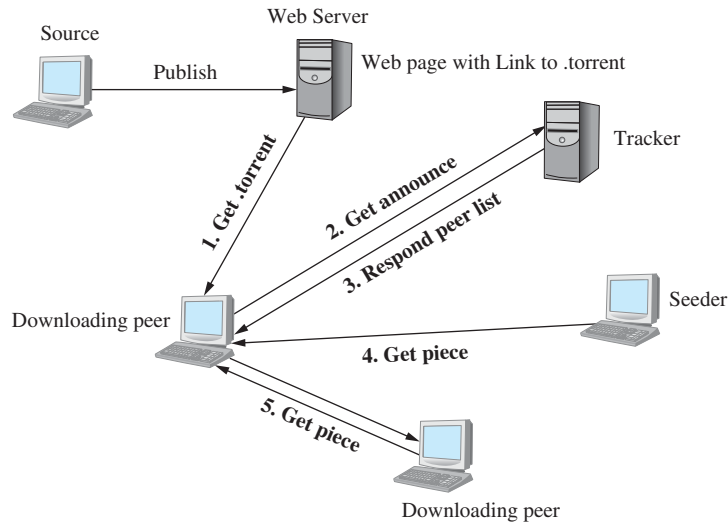 Web Server
Source
Publish
Web page with Link to .torrent
Tracker
1. Get .torrent
2. Get announce
3. Respond peer list
Seeder
Downloading peer
4. Get piece
5. Get piece
Downloading peer